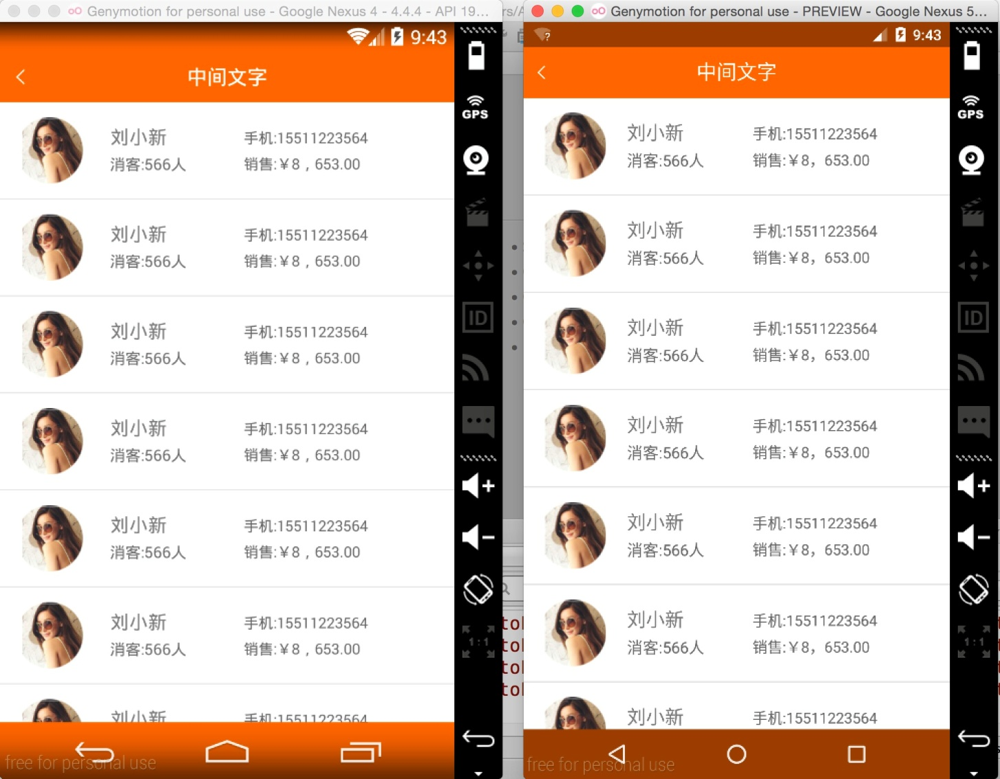 Genymotion for personal use - Google Nexus 4 - 4.4.4 - API 19...
9:43
中间文字
刘小新
手机:15511223564
消客:566人
销售:￥8，653.00
刘小新
手机:15511223564
消客:566人
销售:￥8，653.00
刘小新
手机:15511223564
消客:566人
销售:￥8，653.00
刘小新
手机:15511223564
消客:566人
销售:￥8，653.00
刘小新
手机:15511223564
消客:566人
销售:￥8，653.00
刘小新
手机:15511223564
消客:566人
销售:￥8，653.00
刘小新
手机:15511223564
free for personal use
GPS
ID
1:1
Genymotion for personal use - PREVIEW - Google Nexus 5...
9:43
中间文字
刘小新
手机:15511223564
消客:566人
销售:￥8，653.00
刘小新
手机:15511223564
消客:566人
销售:￥8，653.00
刘小新
手机:15511223564
消客:566人
销售:￥8，653.00
刘小新
手机:15511223564
消客:566人
销售:￥8，653.00
刘小新
手机:15511223564
消客:566人
销售:￥8，653.00
刘小新
手机:15511223564
消客:566人
销售:￥8，653.00
刘小新
手机:15511223564
free for personal use
GPS
ID
1:1